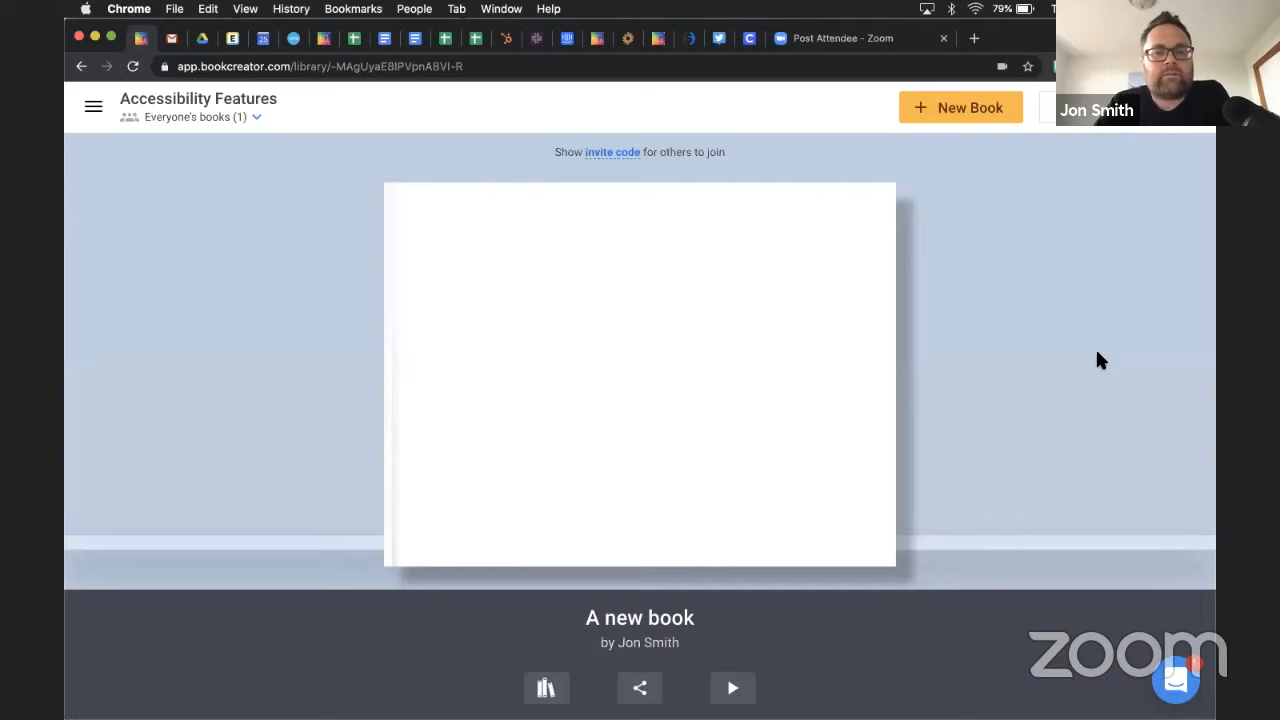 Chrome File Edit View History Bookmarks People Tab Window Help
79%
Post Attendee - Zoom
app.bookcreator.com/library/-MAgUyaE8IPVpnA8VI-R
Accessibility Features
Everyone's books (1)
+ New Book
Jon Smith
Show invite code for others to join
A new book
by Jon Smith
zoom
1